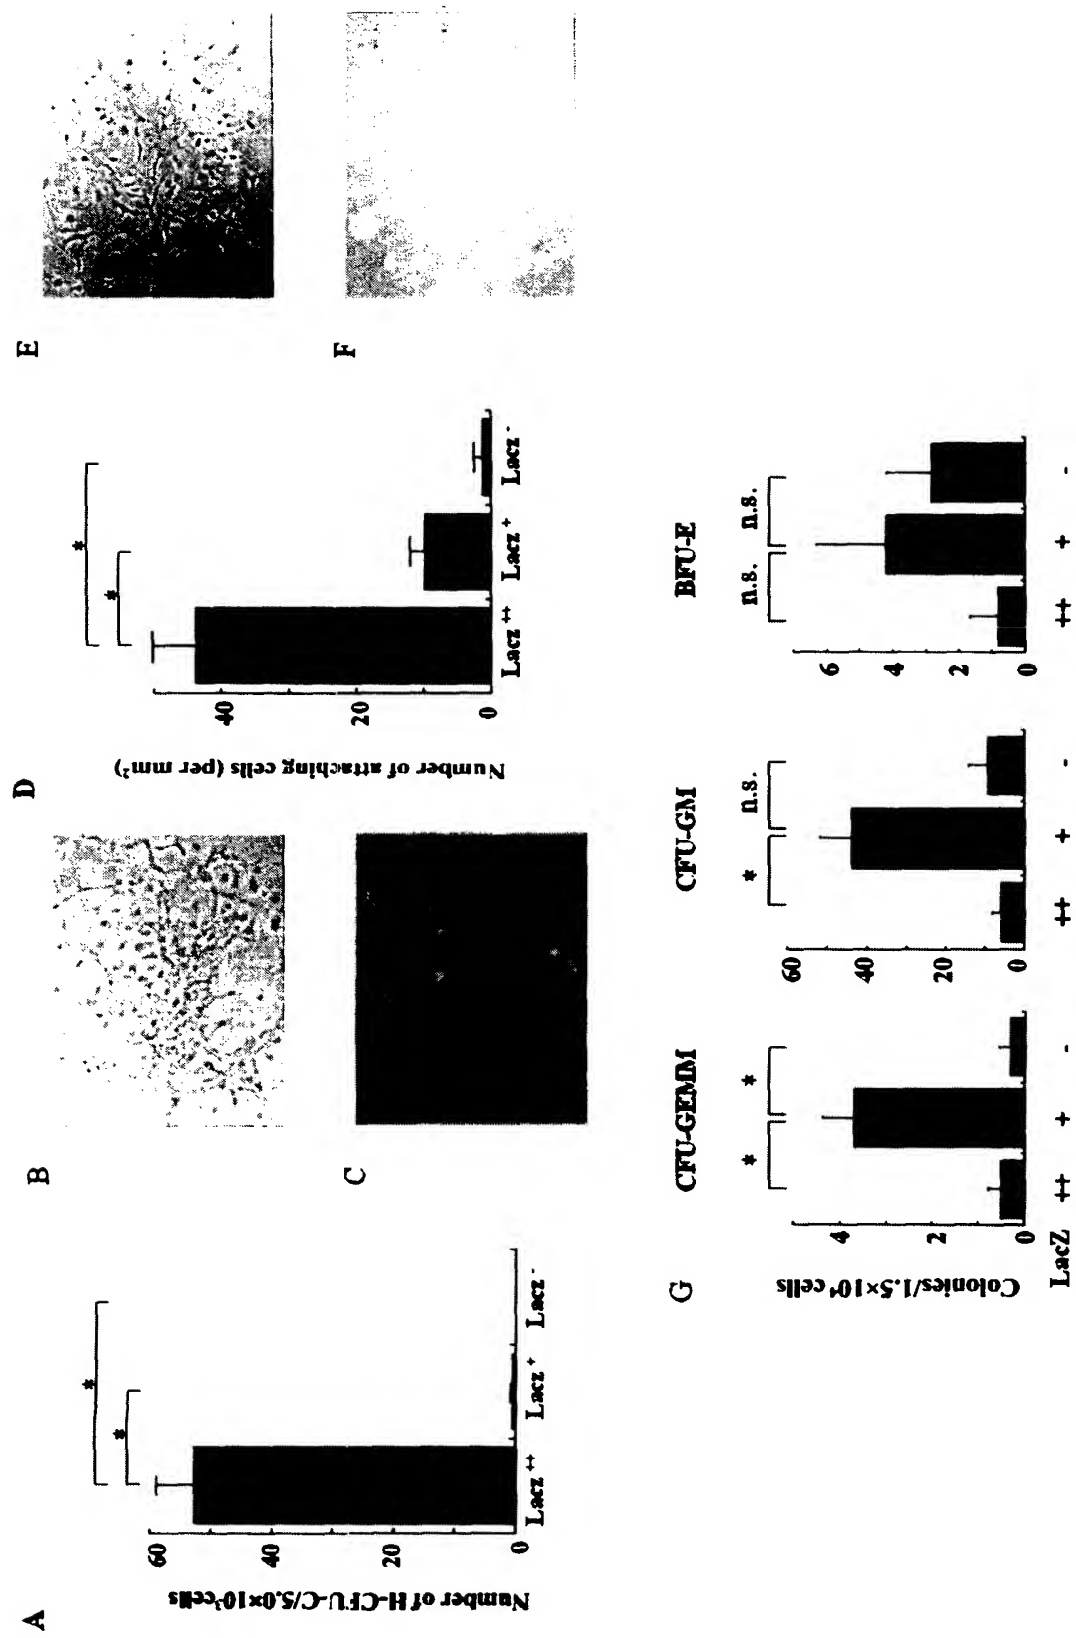 A
Number of H-CFU-C/5.0×10³cells
60
40
20
0
*
*
Lacz⁺⁺
Lacz⁺
Lacz⁻
B
C
D
Number of attaching cells (per mm²)
40
20
0
*
*
Lacz⁺⁺
Lacz⁺
Lacz⁻
E
F
G
Colonies/1.5×10⁴cells
CFU-GEMM
*
*
4
2
0
LacZ
++
+
-
CFU-GM
*
n.s.
60
40
20
0
++
+
-
BFU-E
n.s.
n.s.
6
4
2
0
++
+
-